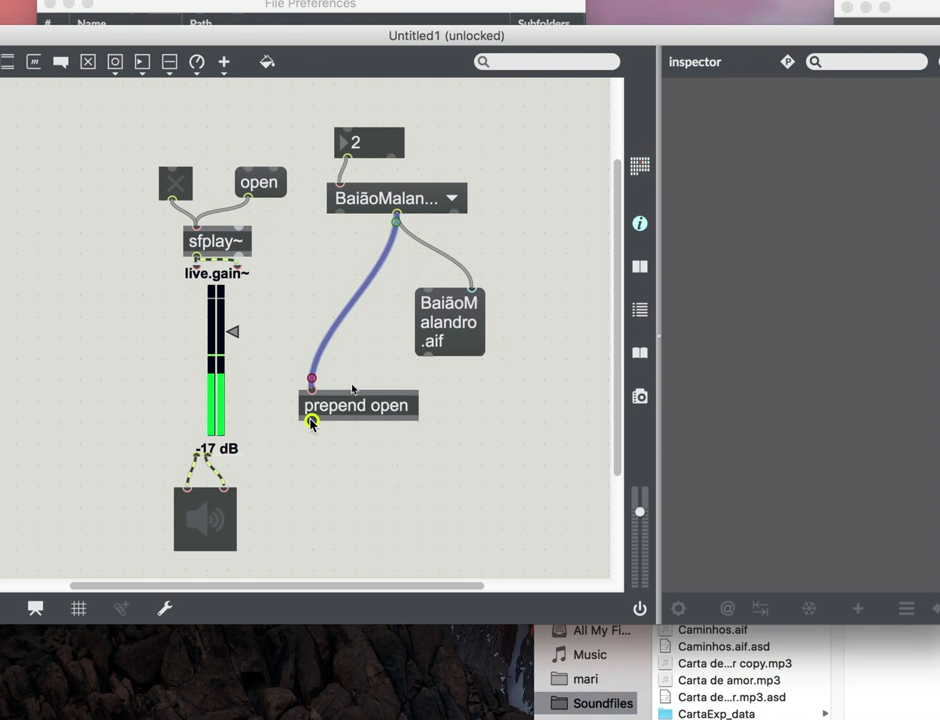 File Preferences
# Name Path Subfolders
Untitled1 (unlocked)
m
inspector
P
i
2
open
BaiãoMalan...
sfplay~
live.gain~
BaiãoM
alandro
.aif
prepend open
-17 dB
All My Fi...
Caminhos.aif
Caminhos.aif.asd
Music
Carta de...r copy.mp3
mari
Carta de amor.mp3
Carta de...r.mp3.asd
Soundfiles
CartaExp_data